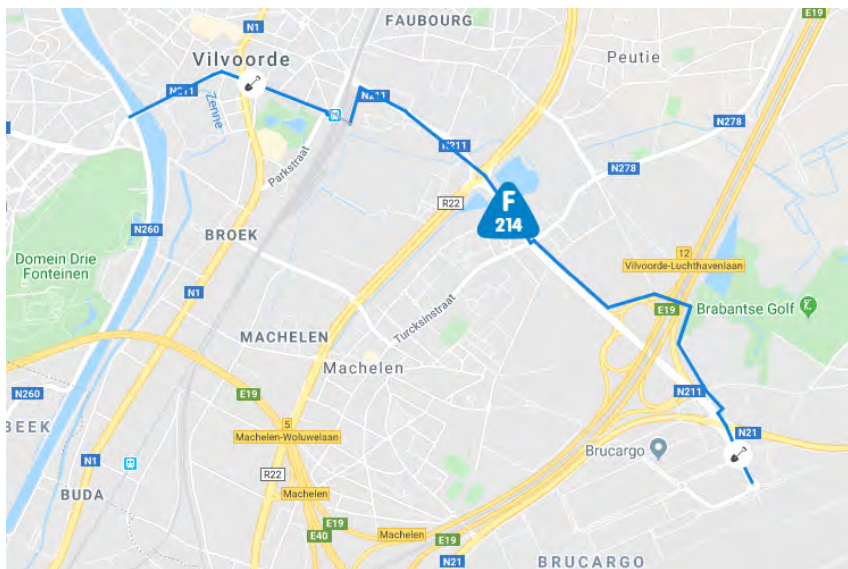 FAUBOURG
E19
N1
Vilvoorde
Peutie
N211
N211
Zenne
N278
N211
Parkstraat
N278
R22
F
214
N260
BROEK
12
Vilvoorde-Luchthavenlaan
Domein Drie
Fonteinen
N1
E19
Brabantse Golf
Turcksinstraat
MACHELEN
Machelen
N260
E19
N211
BEEK
5
Machelen-Woluwelaan
N21
N1
Brucargo
R22
BUDA
Machelen
E19
Machelen
E40
N21
BRUCARGO